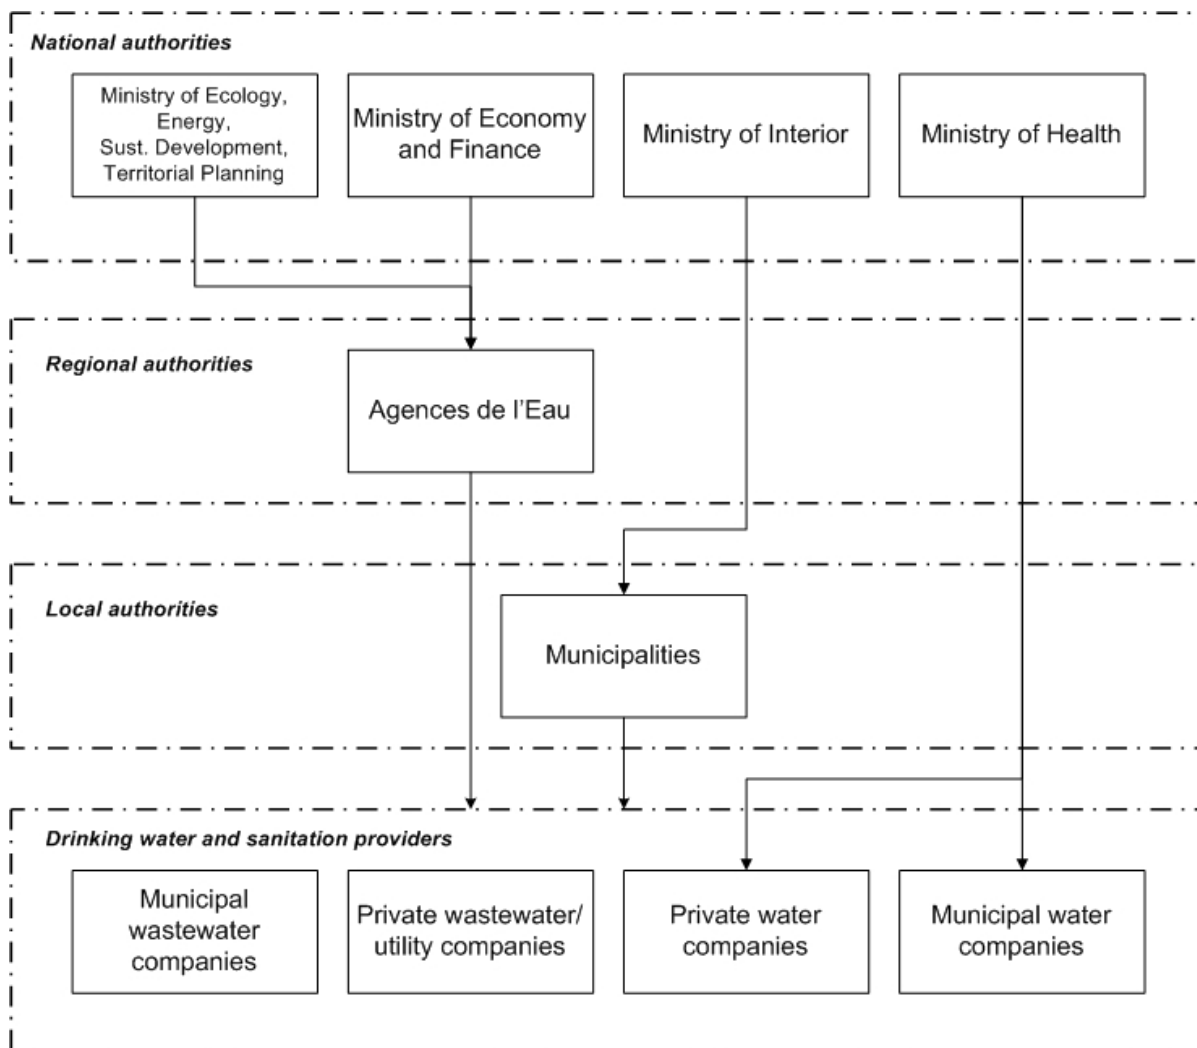 National authorities
Ministry of Ecology,
Energy,
Sust. Development,
Territorial Planning
Ministry of Economy
and Finance
Ministry of Interior
Ministry of Health
Regional authorities
Agences de l'Eau
Local authorities
Municipalities
Drinking water and sanitation providers
Municipal
wastewater
companies
Private wastewater/
utility companies
Private water
companies
Municipal water
companies